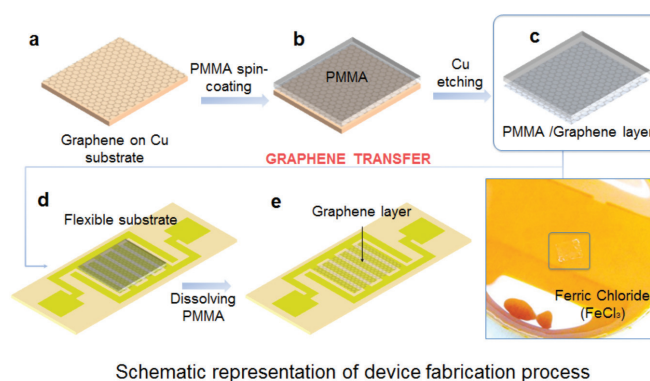 a
b
c
PMMA spin-
coating
PMMA
Cu
etching
Graphene on Cu
substrate
PMMA /Graphene layer
GRAPHENE TRANSFER
d
e
Flexible substrate
Graphene layer
Dissolving
PMMA
Ferric Chloride
(FeCl₃)
Schematic representation of device fabrication process